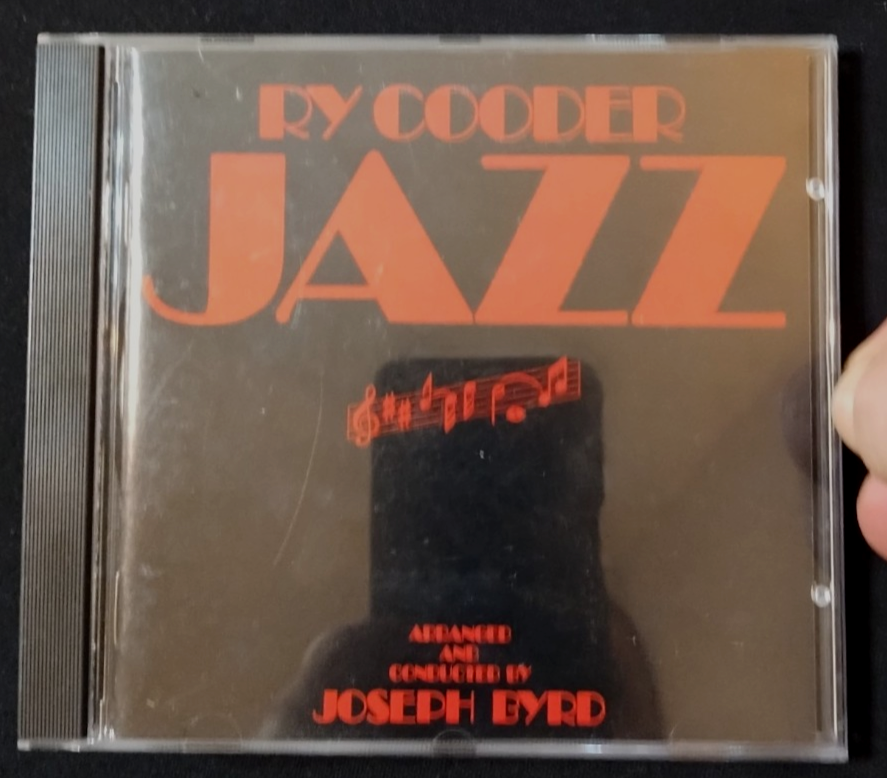 RY COODER
JAZZ
ARRANGED
AND
CONDUCTED BY
JOSEPH BYRD